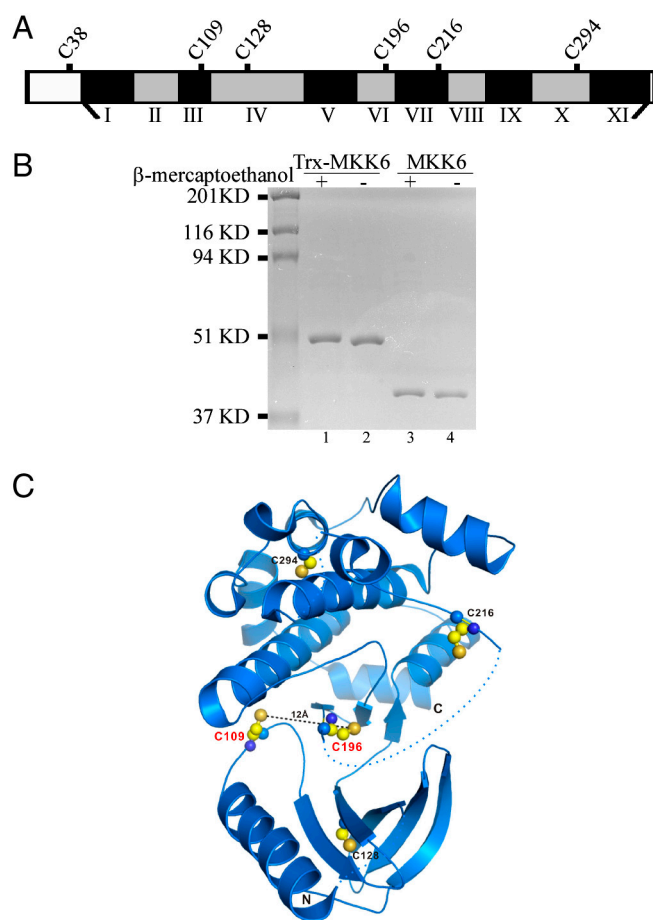 A
C38 C109 C128 C196 C216 C294
I II III IV V VI VII VIII IX X XI
B
Trx-MKK6 MKK6
β-mercaptoethanol + - + -
201KD
116 KD
94 KD
51 KD
37 KD
1 2 3 4
C
C294
C216
C
12Å
C109
C196
C128
N